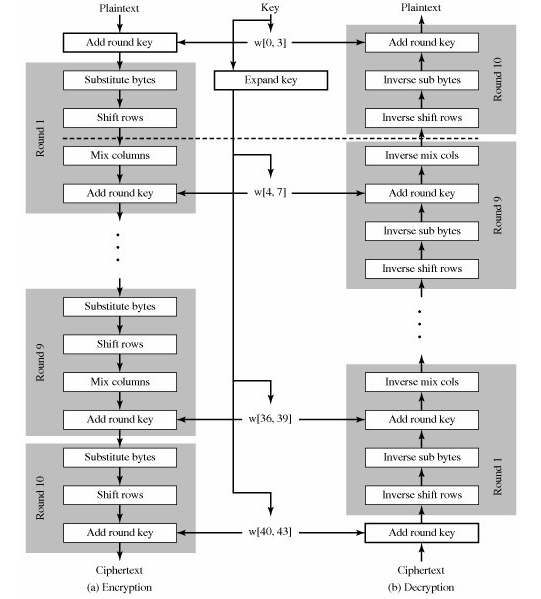 Plaintext
Key
Plaintext
Add round key
w[0, 3]
Add round key
Substitute bytes
Expand key
Inverse sub bytes
Round 10
Shift rows
Inverse shift rows
Round 1
Mix columns
Inverse mix cols
Add round key
w[4, 7]
Add round key
Round 9
Inverse sub bytes
Inverse shift rows
Substitute bytes
Shift rows
Round 9
Mix columns
Inverse mix cols
Add round key
w[36, 39]
Add round key
Substitute bytes
Inverse sub bytes
Round 1
Round 10
Shift rows
Inverse shift rows
Add round key
w[40, 43]
Add round key
Ciphertext
Ciphertext
(a) Encryption
(b) Decryption